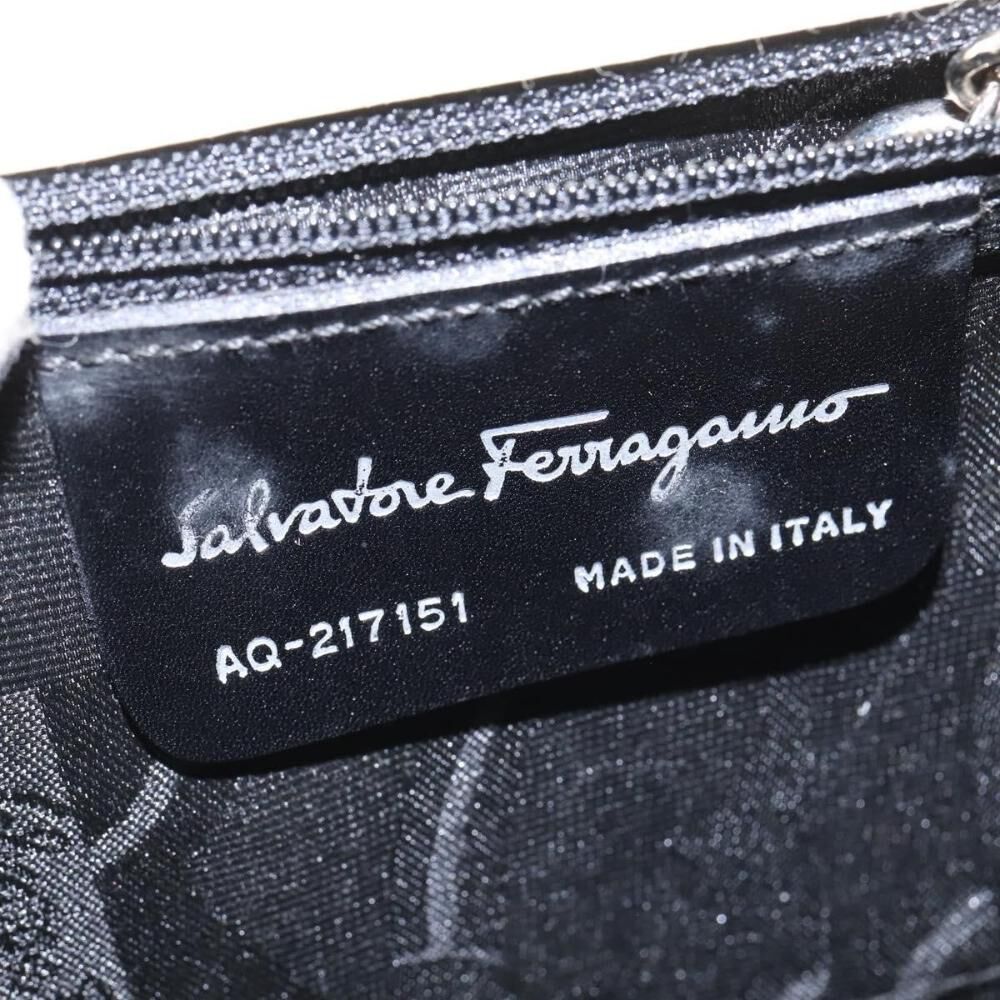 Salvatore Ferragamo
AQ-217151 MADE IN ITALY